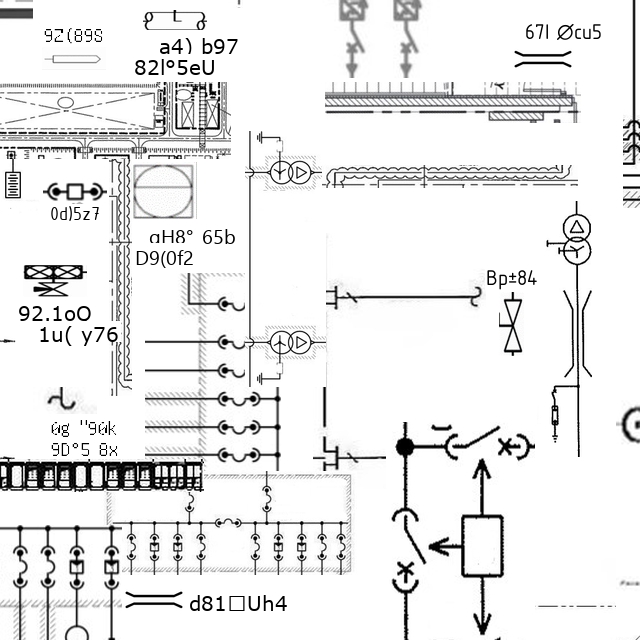 9Z(89S
a4) b97
82l°5eU
67l Øcu5
0d)5z7
αH8° 65b
D9(0f2
Bp±84
92.1oO
1u( y76
0g "90k
9D°5 8x
d81□Uh4